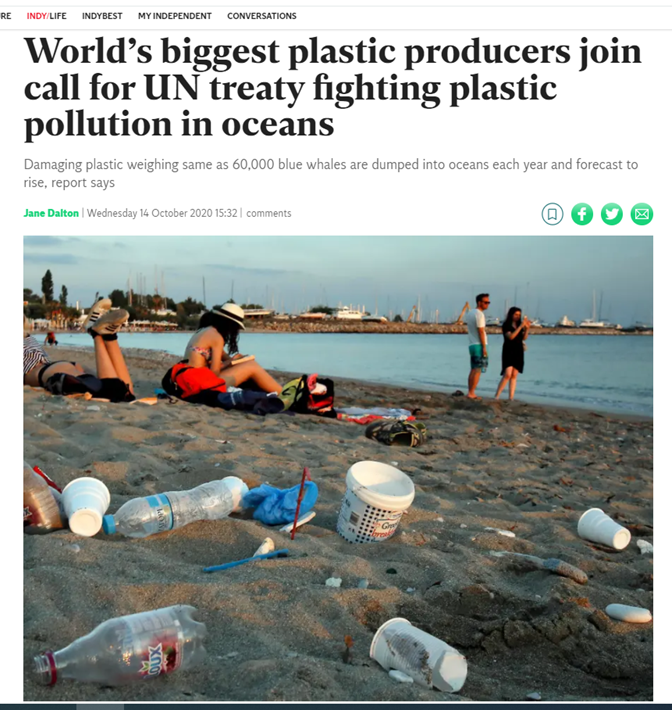 RE INDY/LIFE INDYBEST MY INDEPENDENT CONVERSATIONS
World's biggest plastic producers join
call for UN treaty fighting plastic
pollution in oceans
Damaging plastic weighing same as 60,000 blue whales are dumped into oceans each year and forecast to
rise, report says
Jane Dalton | Wednesday 14 October 2020 15:32 | comments